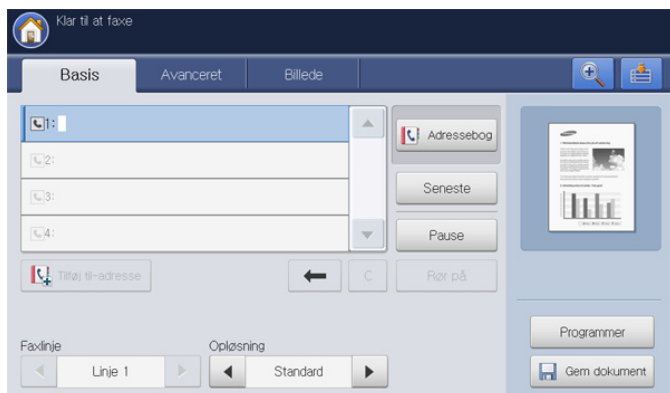 Klar til at faxe
Basis
Avanceret
Billede
1:
2:
3:
4:
Adressebog
Seneste
Pause
Tilføj til-adresse
C
Rør på
Faxlinje
Linje 1
Opløsning
Standard
Programmer
Gem dokument